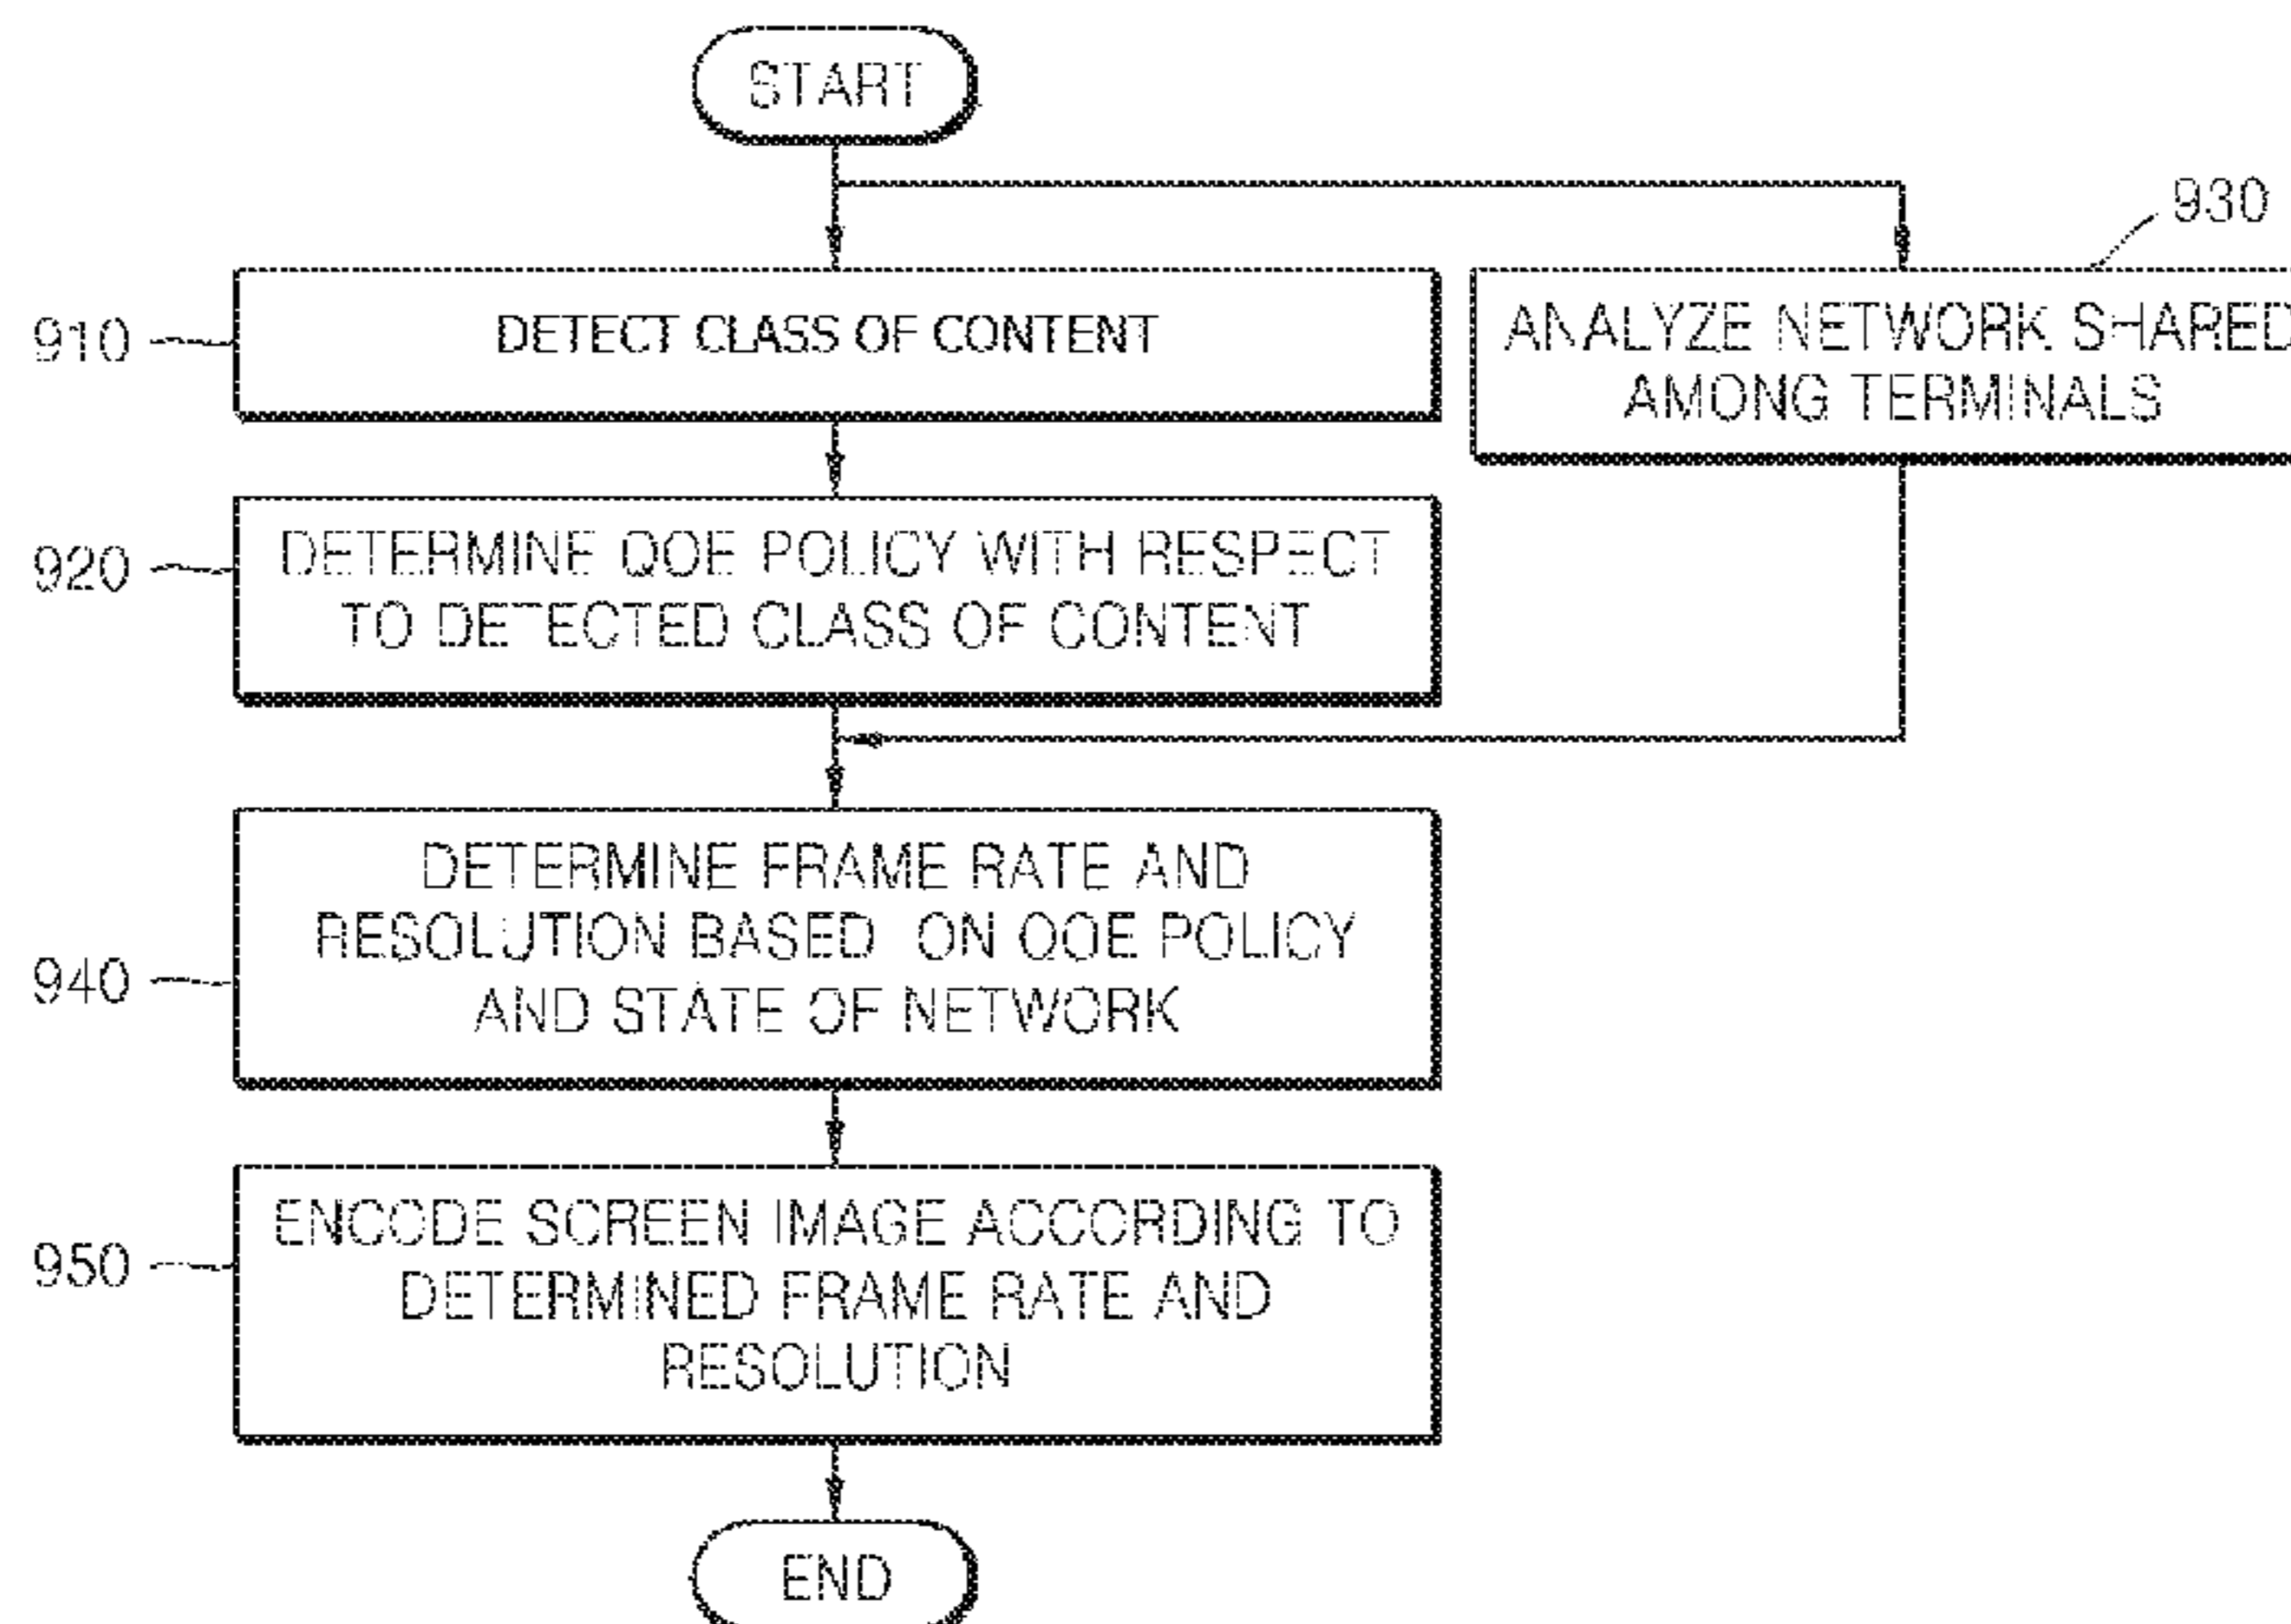 START
930
910
DETECT CLASS OF CONTENT
ANALYZE NETWORK SHARED
AMONG TERMINALS
920
DETERMINE QOE POLICY WITH RESPECT
TO DETECTED CLASS OF CONTENT
940
DETERMINE FRAME RATE AND
RESOLUTION BASED ON QOE POLICY
AND STATE OF NETWORK
950
ENCODE SCREEN IMAGE ACCORDING TO
DETERMINED FRAME RATE AND
RESOLUTION
END